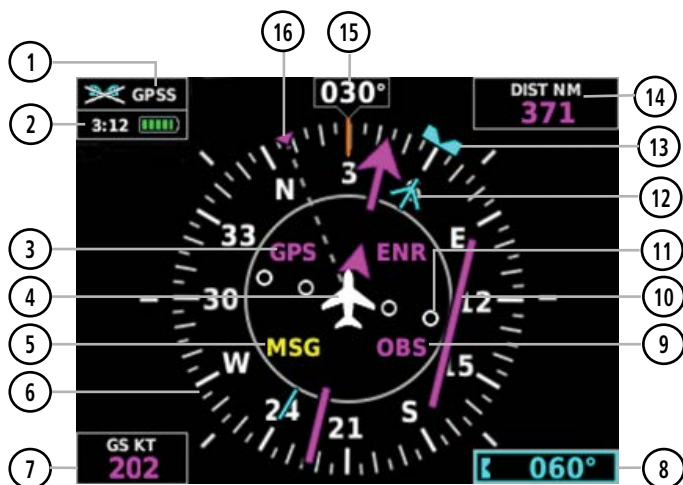 16 15
1 030° DIST NM 14
GPSS 371
2 3:12 13
3
N 12
33 E
3 GPS ENR 11
4 30 12 10
5 MSG OBS 9
W 15
6 24 21 S
GS KT
7 202 060° 8